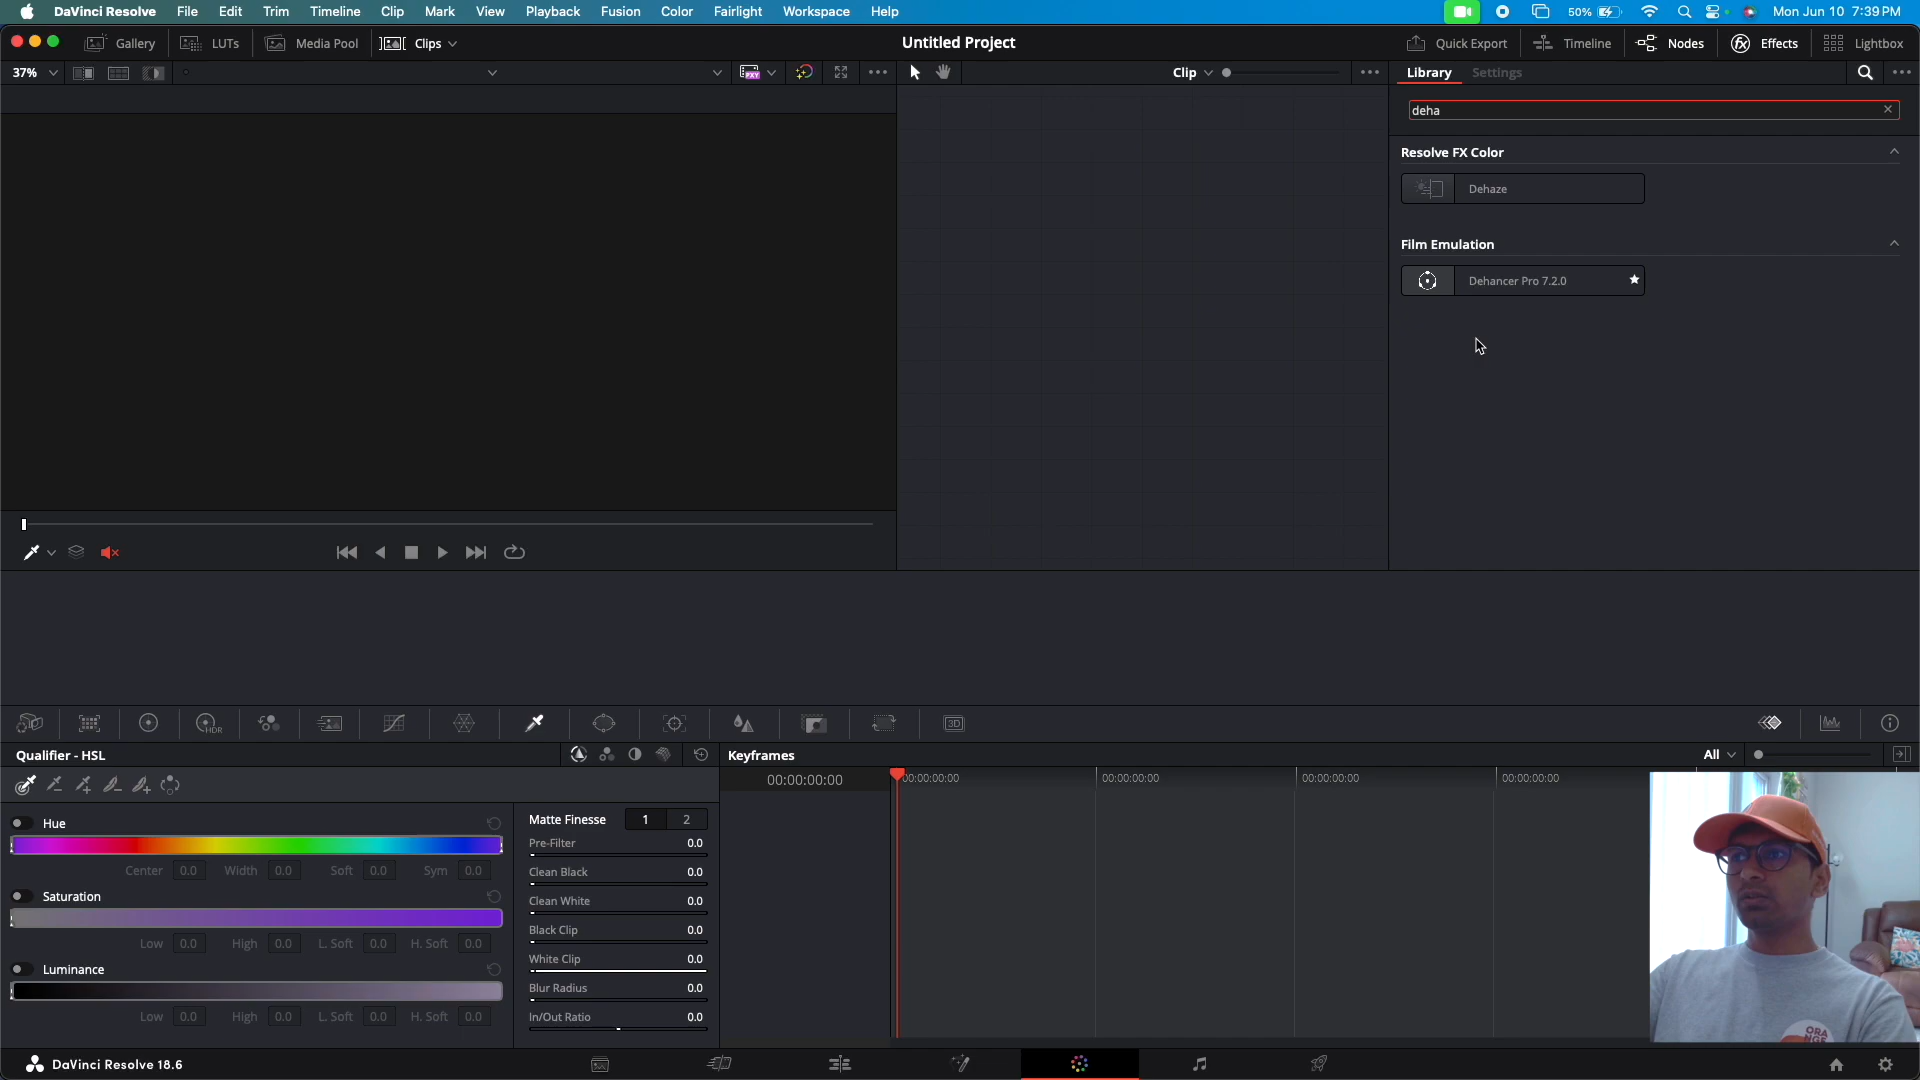 DaVinci Resolve File Edit Trim Timeline Clip Mark View Playback Fusion Color Fairlight Workspace Help 50% Mon Jun 10 7:39 PM
Gallery LUTs Media Pool Clips Untitled Project Quick Export Timeline Nodes Effects Lightbox
37% PXY Clip Library Settings
deha
Resolve FX Color
Dehaze
Film Emulation
Dehancer Pro 7.2.0
HDR 3D
Qualifier - HSL Keyframes All
00:00:00:00 00:00:00:00 00:00:00:00 00:00:00:00 00:00:00:00
Hue Matte Finesse 1 2
Pre-Filter 0.0
Center 0.0 Width 0.0 Soft 0.0 Sym 0.0 Clean Black 0.0
Saturation Clean White 0.0
Black Clip 0.0
Low 0.0 High 0.0 L. Soft 0.0 H. Soft 0.0
White Clip 0.0
Luminance
Blur Radius 0.0
Low 0.0 High 0.0 L. Soft 0.0 H. Soft 0.0 In/Out Ratio 0.0
ORA
DaVinci Resolve 18.6